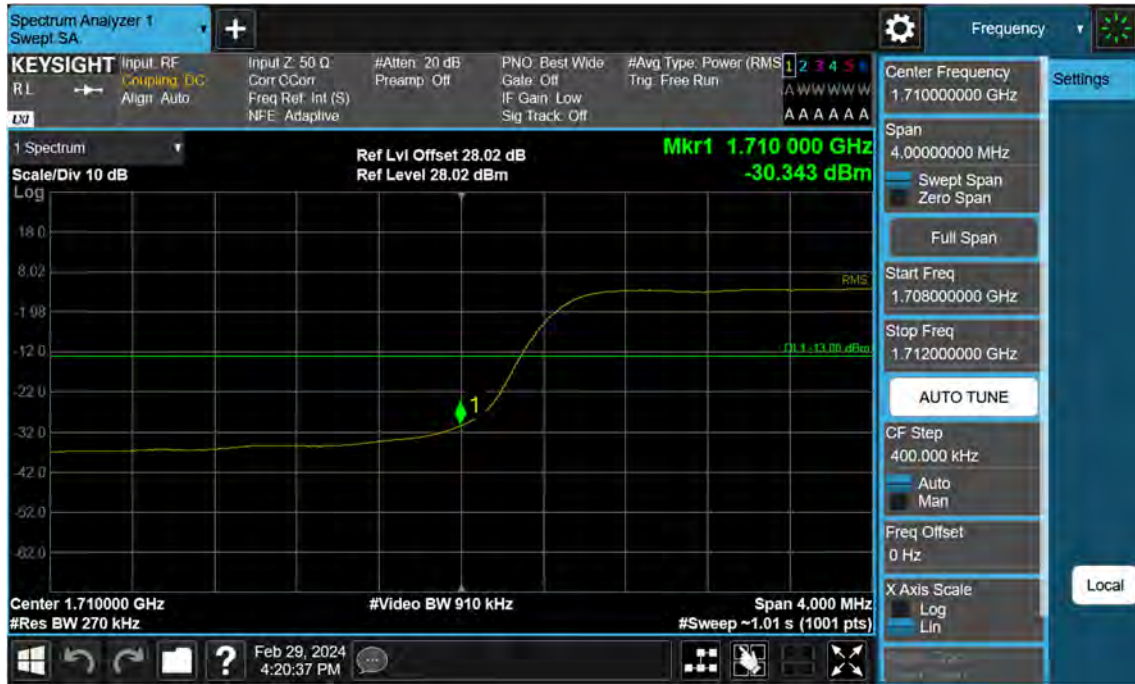 Spectrum Analyzer 1
Swept SA
+
Frequency
KEYSIGHT
RL
LXI
Input: RF
Coupling: DC
Align: Auto
Input Z: 50 Ω
Corr CCorr
Freq Ref: Int (S)
NFE: Adaptive
#Atten: 20 dB
Preamp: Off
PNO: Best Wide
Gate: Off
IF Gain: Low
Sig Track: Off
#Avg Type: Power (RMS
Trig: Free Run
1 2 3 4 5 6
A W W W W W
A A A A A A
Center Frequency
1.710000000 GHz
Settings
1 Spectrum
Scale/Div 10 dB
Log
Ref Lvl Offset 28.02 dB
Ref Level 28.02 dBm
Mkr1 1.710 000 GHz
-30.343 dBm
Span
4.00000000 MHz
Swept Span
Zero Span
Full Span
Start Freq
1.708000000 GHz
Stop Freq
1.712000000 GHz
AUTO TUNE
CF Step
400.000 kHz
Auto
Man
Freq Offset
0 Hz
X Axis Scale
Log
Lin
Local
18.0
8.02
-1.98
-12.0
-22.0
-32.0
-42.0
-52.0
-62.0
RMS
DL1 -13.00 dBm
1
Center 1.710000 GHz
#Res BW 270 kHz
#Video BW 910 kHz
Span 4.000 MHz
#Sweep ~1.01 s (1001 pts)
?
Feb 29, 2024
4:20:37 PM